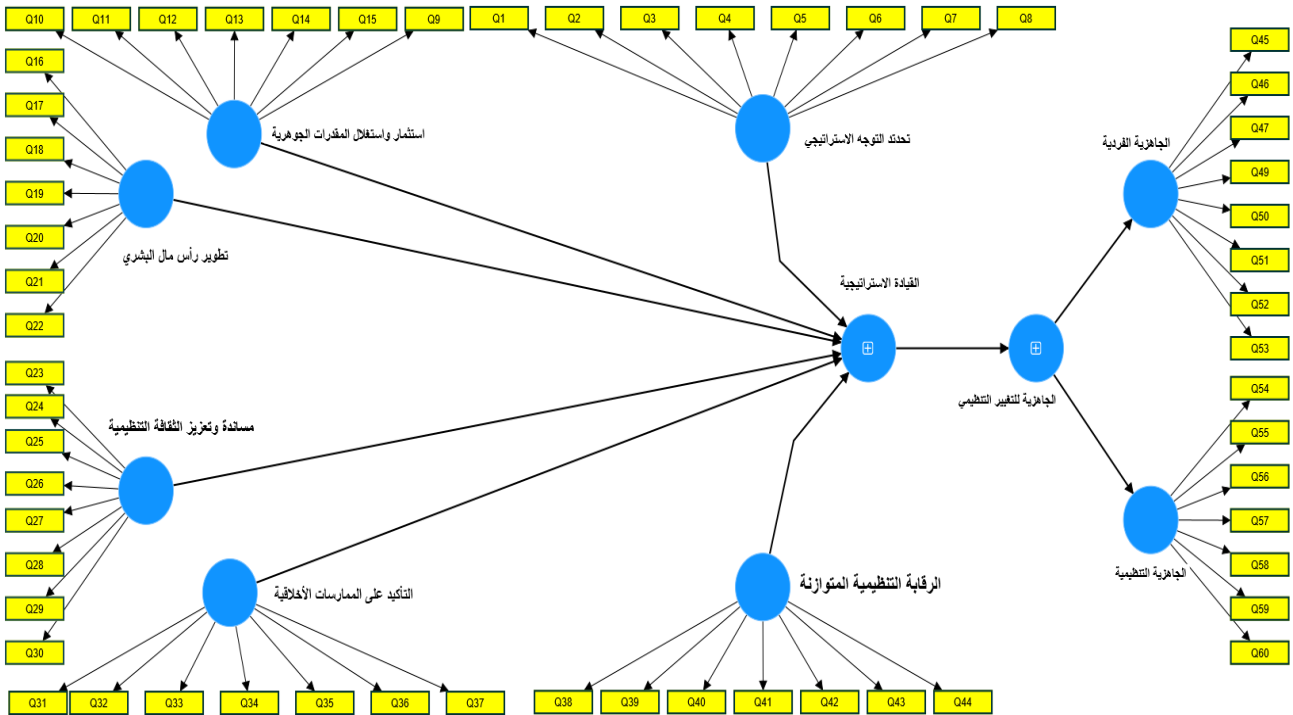 Q10
Q11
Q12
Q13
Q14
Q15
Q9
Q1
Q2
Q3
Q4
Q5
Q6
Q7
Q8
Q16
Q17
Q18
Q19
Q20
Q21
Q22
استثمار واستغلال المقدرات الجوهرية
تحدتد التوجه الاستراتيجي
تطوير رأس مال البشري
القيادة الاستراتيجية
الجاهزية للتغيير التنظيمي
الجاهزية الفردية
Q45
Q46
Q47
Q49
Q50
Q51
Q52
Q53
Q23
Q24
Q25
Q26
Q27
Q28
Q29
Q30
مساندة وتعزيز الثقافة التنظيمية
التأكيد على الممارسات الأخلاقية
الرقابة التنظيمية المتوازنة
الجاهزية التنظيمية
Q54
Q55
Q56
Q57
Q58
Q59
Q60
Q31
Q32
Q33
Q34
Q35
Q36
Q37
Q38
Q39
Q40
Q41
Q42
Q43
Q44